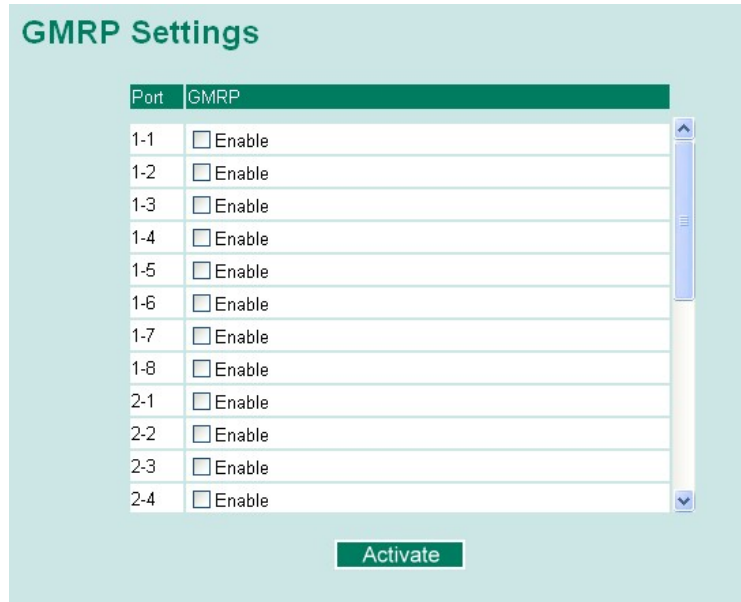 GMRP Settings
Port GMRP
1-1 Enable
1-2 Enable
1-3 Enable
1-4 Enable
1-5 Enable
1-6 Enable
1-7 Enable
1-8 Enable
2-1 Enable
2-2 Enable
2-3 Enable
2-4 Enable
Activate